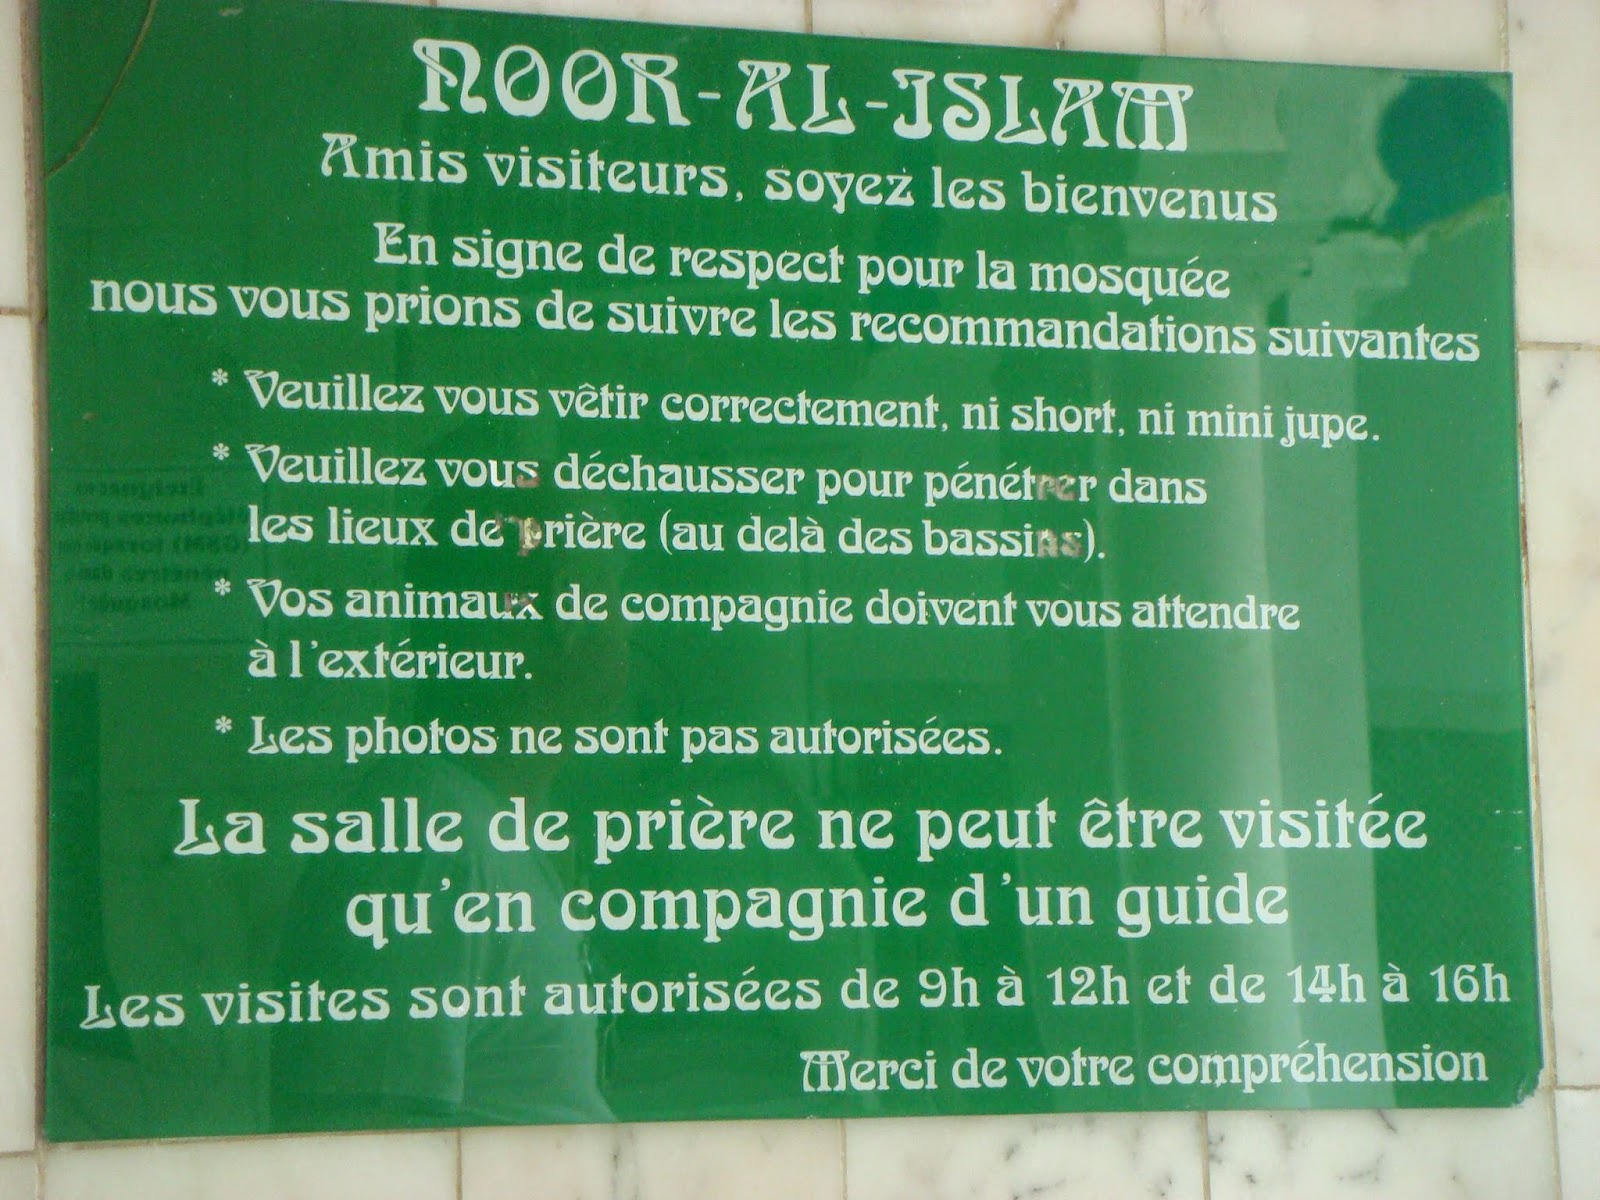 NOOR-AL-ISLAM
Amis visiteurs, soyez les bienvenus
En signe de respect pour la mosquée
nous vous prions de suivre les recommandations suivantes
* Veuillez vous vêtir correctement, ni short, ni mini jupe.
* Veuillez vous déchausser pour pénétrer dans
les lieux de prière (au delà des bassins).
* Vos animaux de compagnie doivent vous attendre
à l'extérieur.
* Les photos ne sont pas autorisées.
La salle de prière ne peut être visitée
qu'en compagnie d'un guide
Les visites sont autorisées de 9h à 12h et de 14h à 16h
Merci de votre compréhension